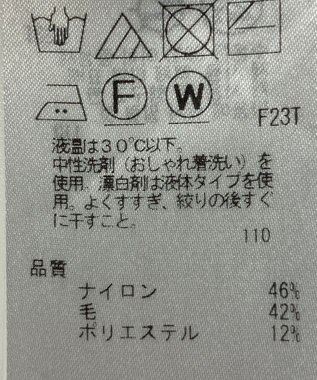 F W
F23T
液温は30℃以下。
中性洗剤（おしゃれ着洗い）を
使用。漂白剤は液体タイプを使
用。よくすすぎ、絞りの後すぐ
に干すこと。
110
品質
ナイロン 46%
毛 42%
ポリエステル 12%